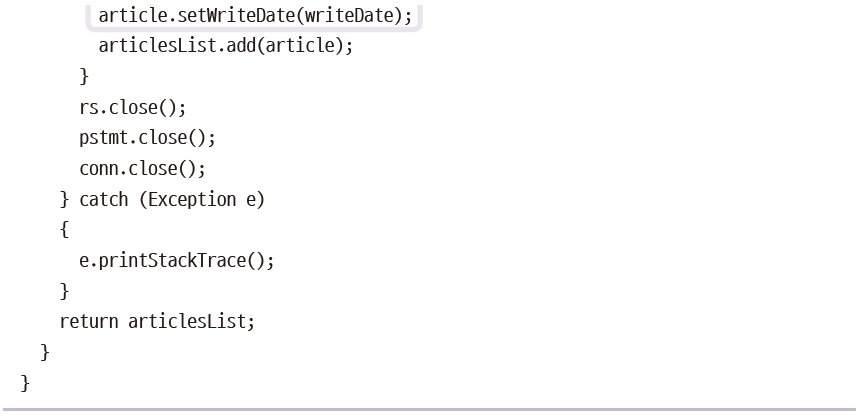 article.setWriteDate(writeDate);
articlesList.add(article);
}
rs.close();
pstmt.close();
conn.close();
} catch (Exception e)
{
e.printStackTrace();
}
return articlesList;
}
}